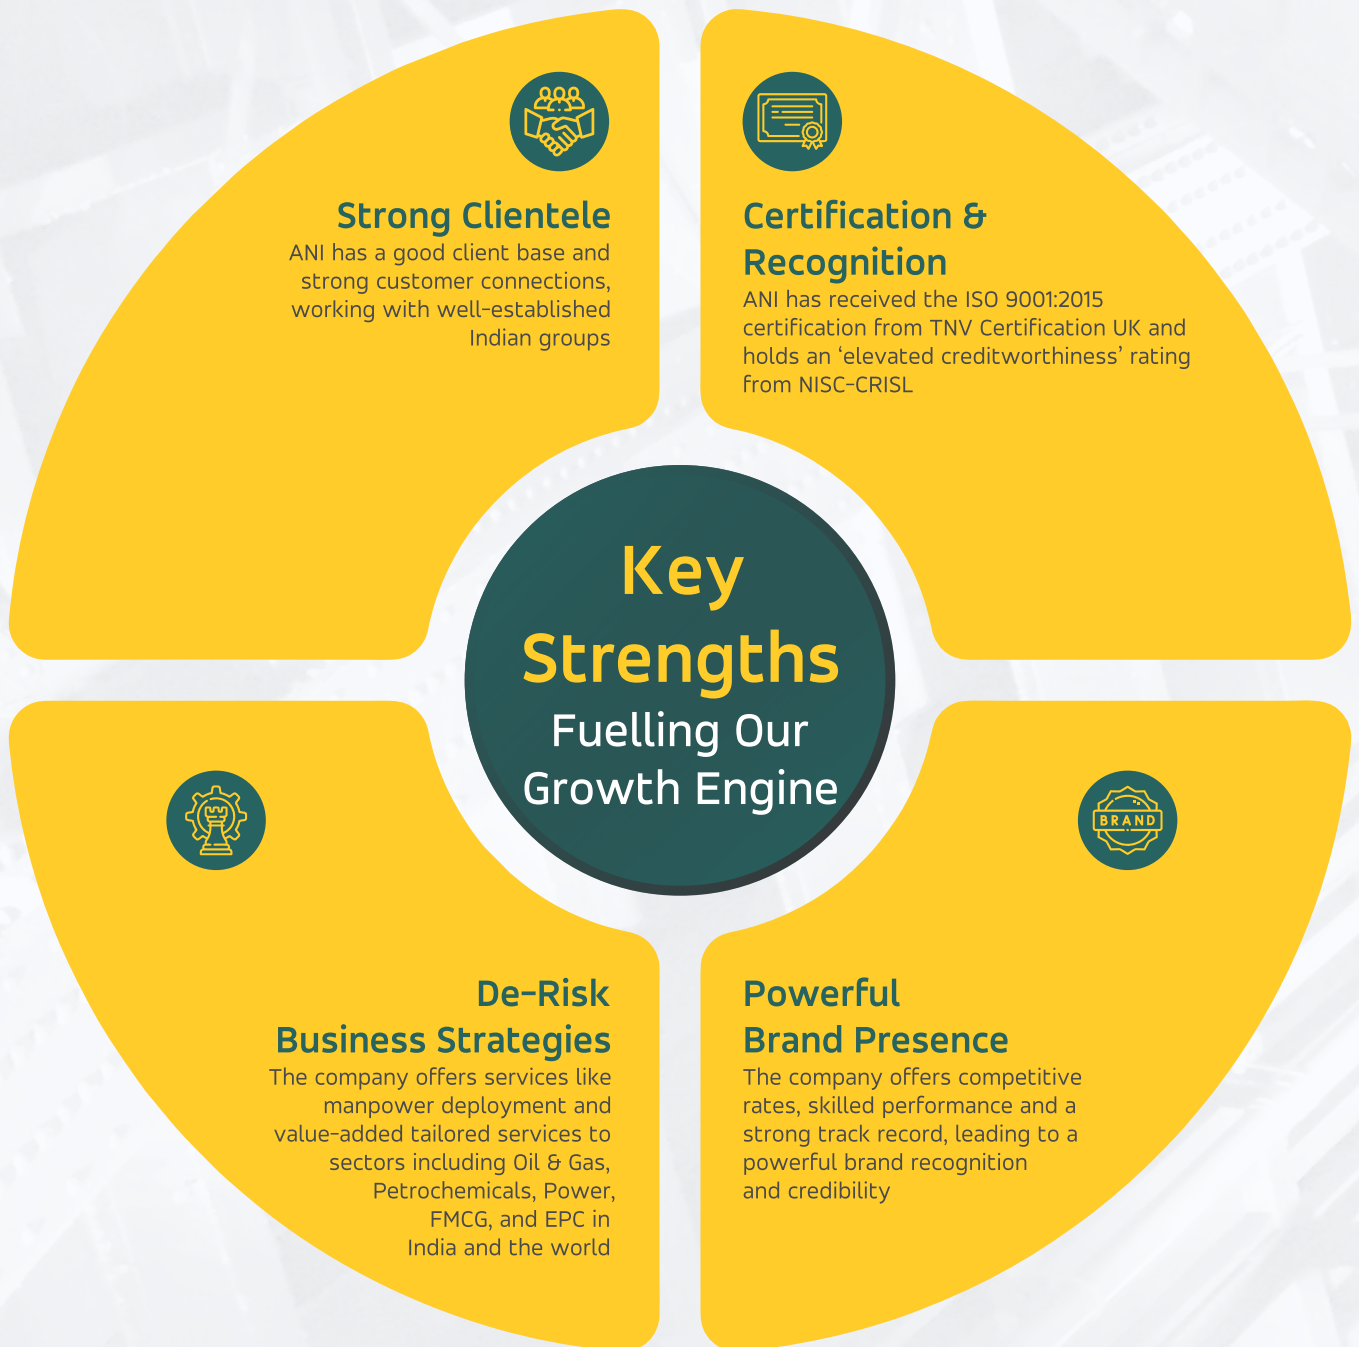 Strong Clientele
ANI has a good client base and
strong customer connections,
working with well-established
Indian groups
Certification &
Recognition
ANI has received the ISO 9001:2015
certification from TNV Certification UK and
holds an ‘elevated creditworthiness’ rating
from NISC-CRISL
Key
Strengths
Fuelling Our
Growth Engine
De-Risk
Business Strategies
The company offers services like
manpower deployment and
value-added tailored services to
sectors including Oil & Gas,
Petrochemicals, Power,
FMCG, and EPC in
India and the world
BRAND
Powerful
Brand Presence
The company offers competitive
rates, skilled performance and a
strong track record, leading to a
powerful brand recognition
and credibility